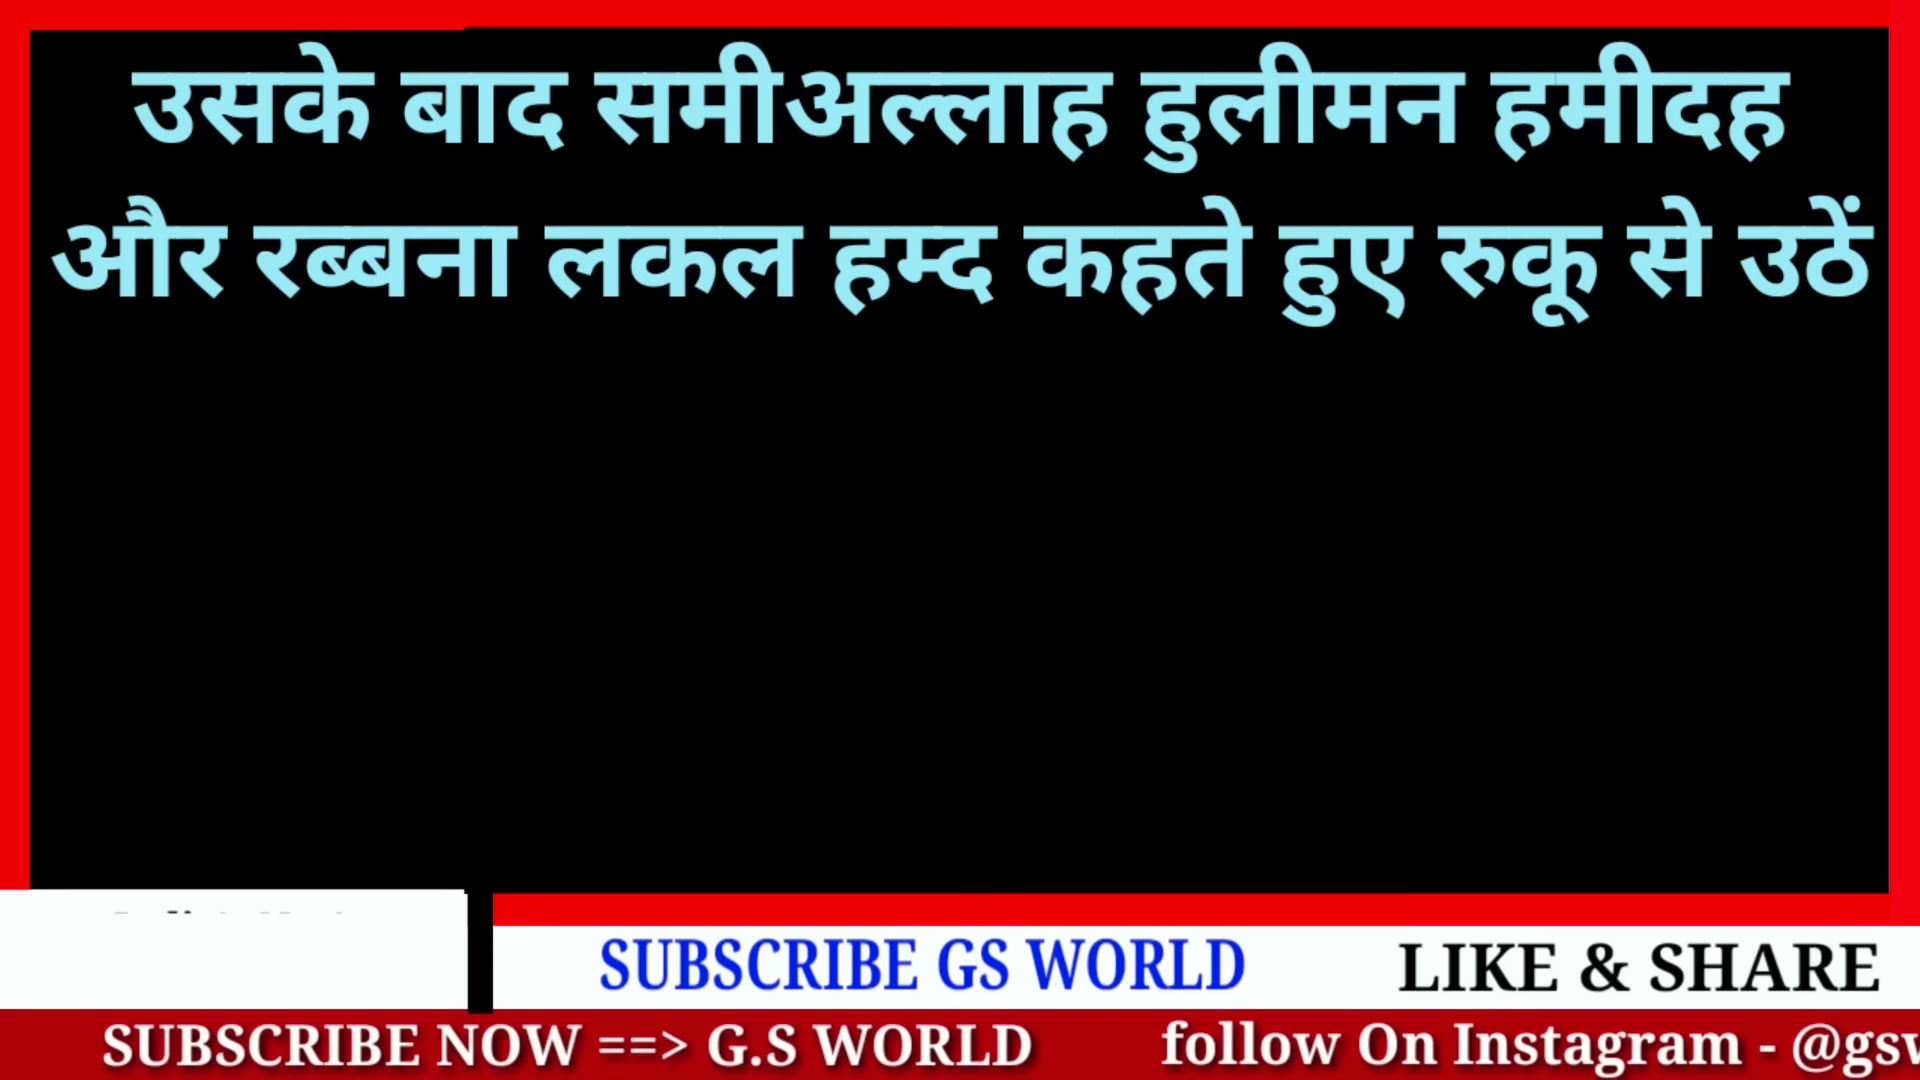 उसके बाद समीअल्लाह हुलीमन हमीदह
और रब्बना लकल हम्द कहते हुए रुकू से उठें
SUBSCRIBE GS WORLD LIKE & SHARE
SUBSCRIBE NOW ==> G.S WORLD follow On Instagram -